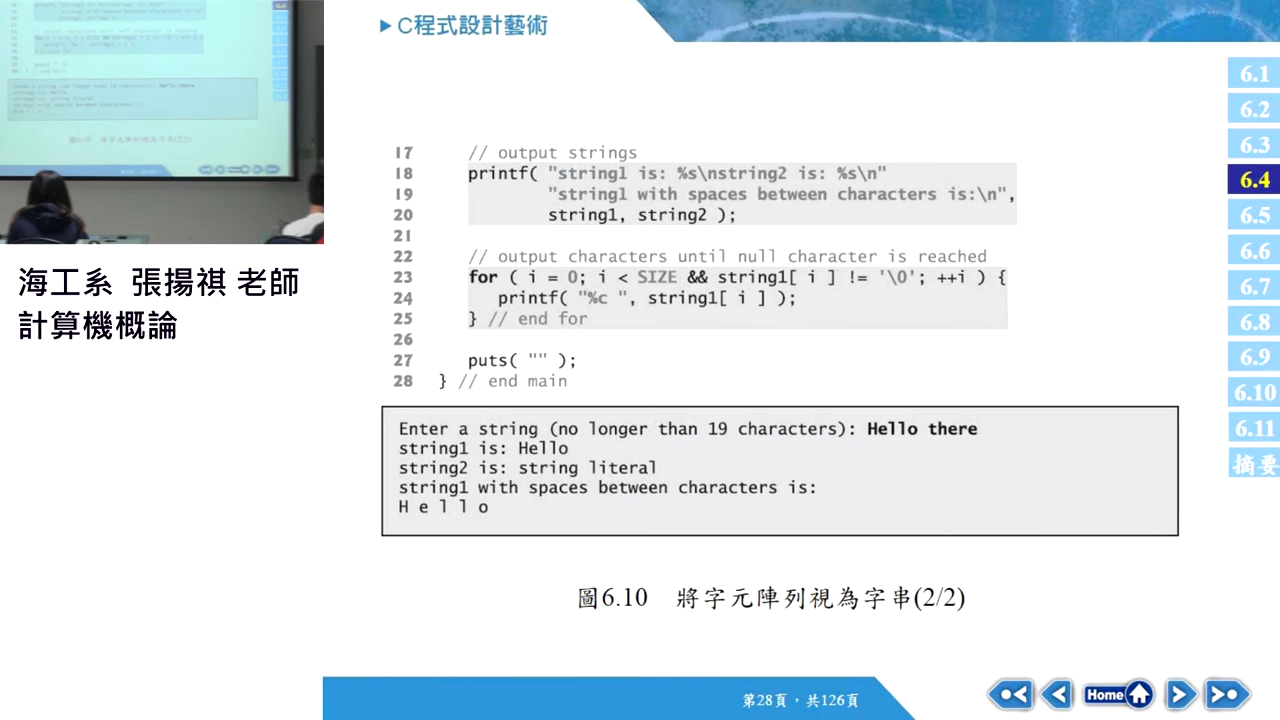 C程式設計藝術
海工系 張揚祺 老師
計算機概論
17 // output strings
18 printf( "string1 is: %s\nstring2 is: %s\n"
19 "string1 with spaces between characters is:\n",
20 string1, string2 );
21
22 // output characters until null character is reached
23 for ( i = 0; i < SIZE && string1[ i ] != '\0'; ++i ) {
24 printf( "%c ", string1[ i ] );
25 } // end for
26
27 puts( "" );
28 } // end main
Enter a string (no longer than 19 characters): Hello there
string1 is: Hello
string2 is: string literal
string1 with spaces between characters is:
H e l l o
圖6.10 將字元陣列視為字串(2/2)
6.1
6.2
6.3
6.4
6.5
6.6
6.7
6.8
6.9
6.10
6.11
摘要
第28頁，共126頁
Home